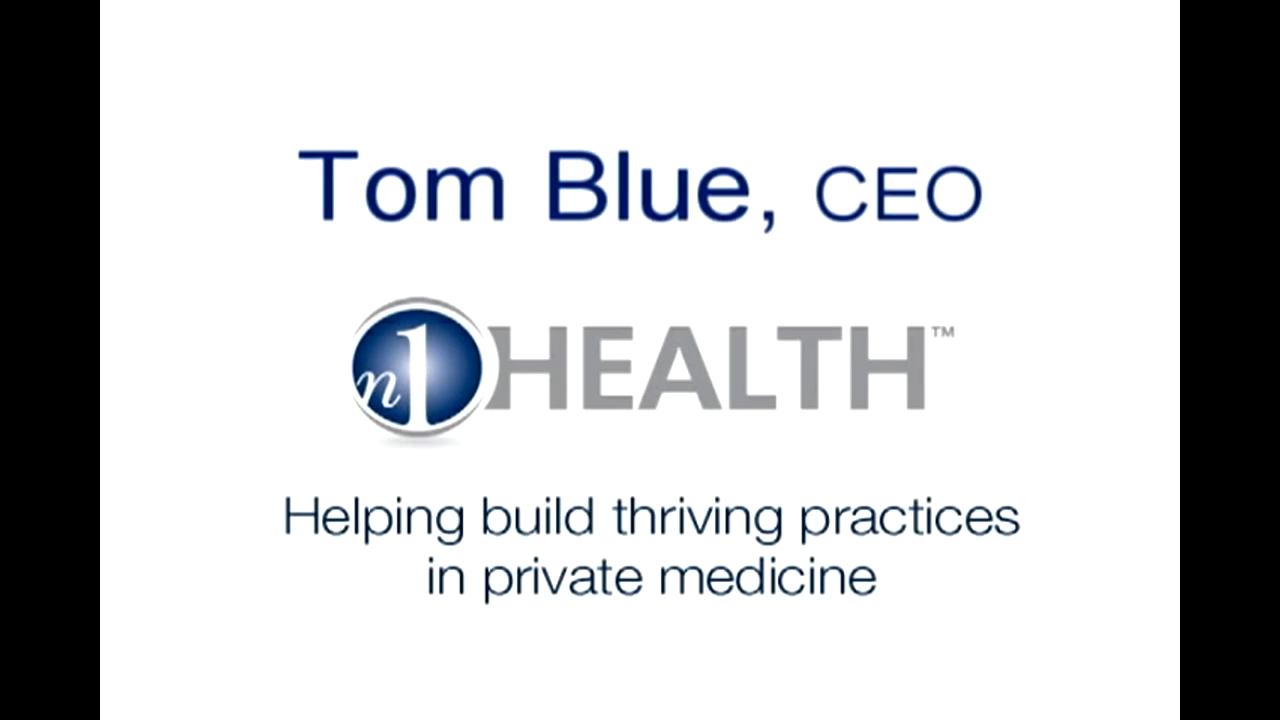 Tom Blue, CEO
n1 HEALTH™
Helping build thriving practices
in private medicine